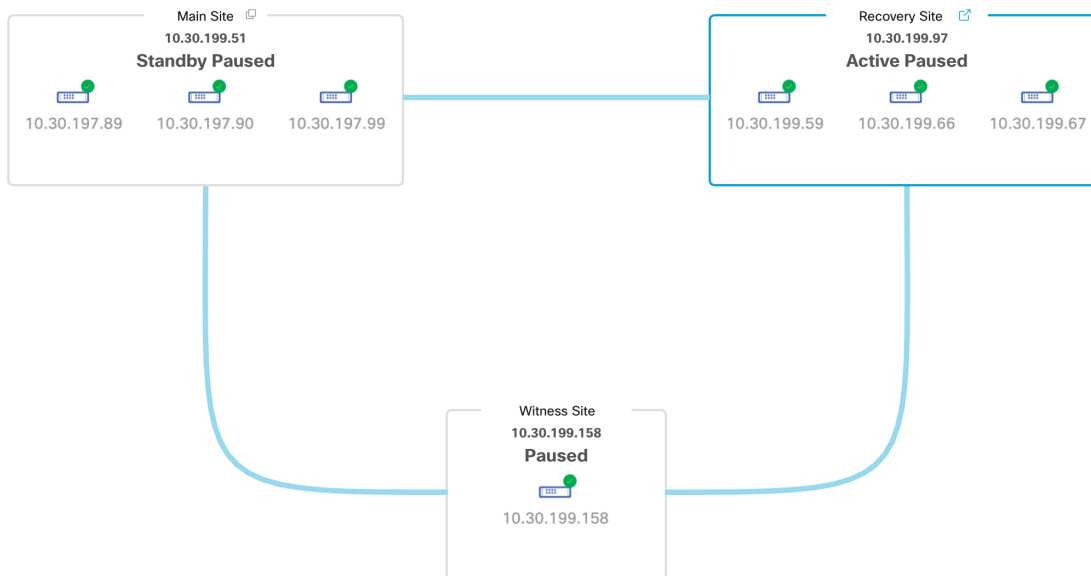 Main Site
10.30.199.51
Standby Paused
10.30.197.89 10.30.197.90 10.30.197.99
Recovery Site
10.30.199.97
Active Paused
10.30.199.59 10.30.199.66 10.30.199.67
Witness Site
10.30.199.158
Paused
10.30.199.158